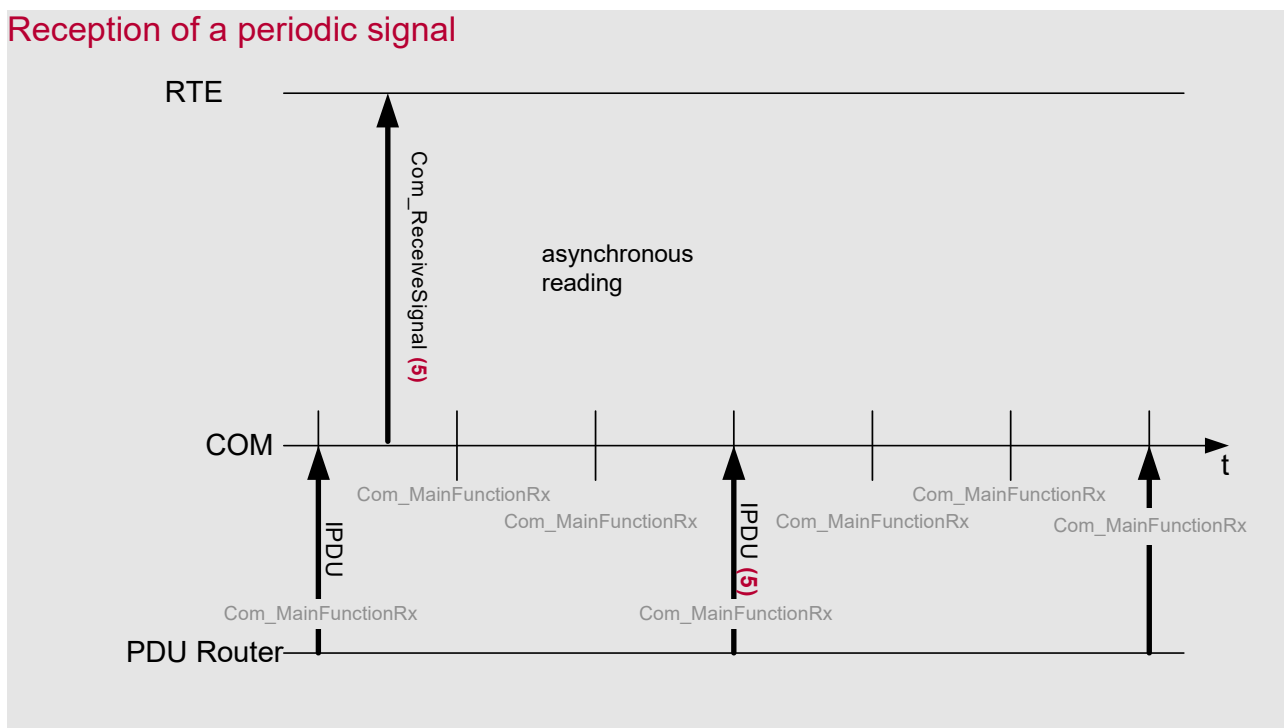 Reception of a periodic signal
RTE
Com_ReceiveSignal (5)
asynchronous
reading
COM
t
Com_MainFunctionRx
Com_MainFunctionRx
Com_MainFunctionRx
Com_MainFunctionRx
Com_MainFunctionRx
IPDU
IPDU (5)
Com_MainFunctionRx
Com_MainFunctionRx
PDU Router